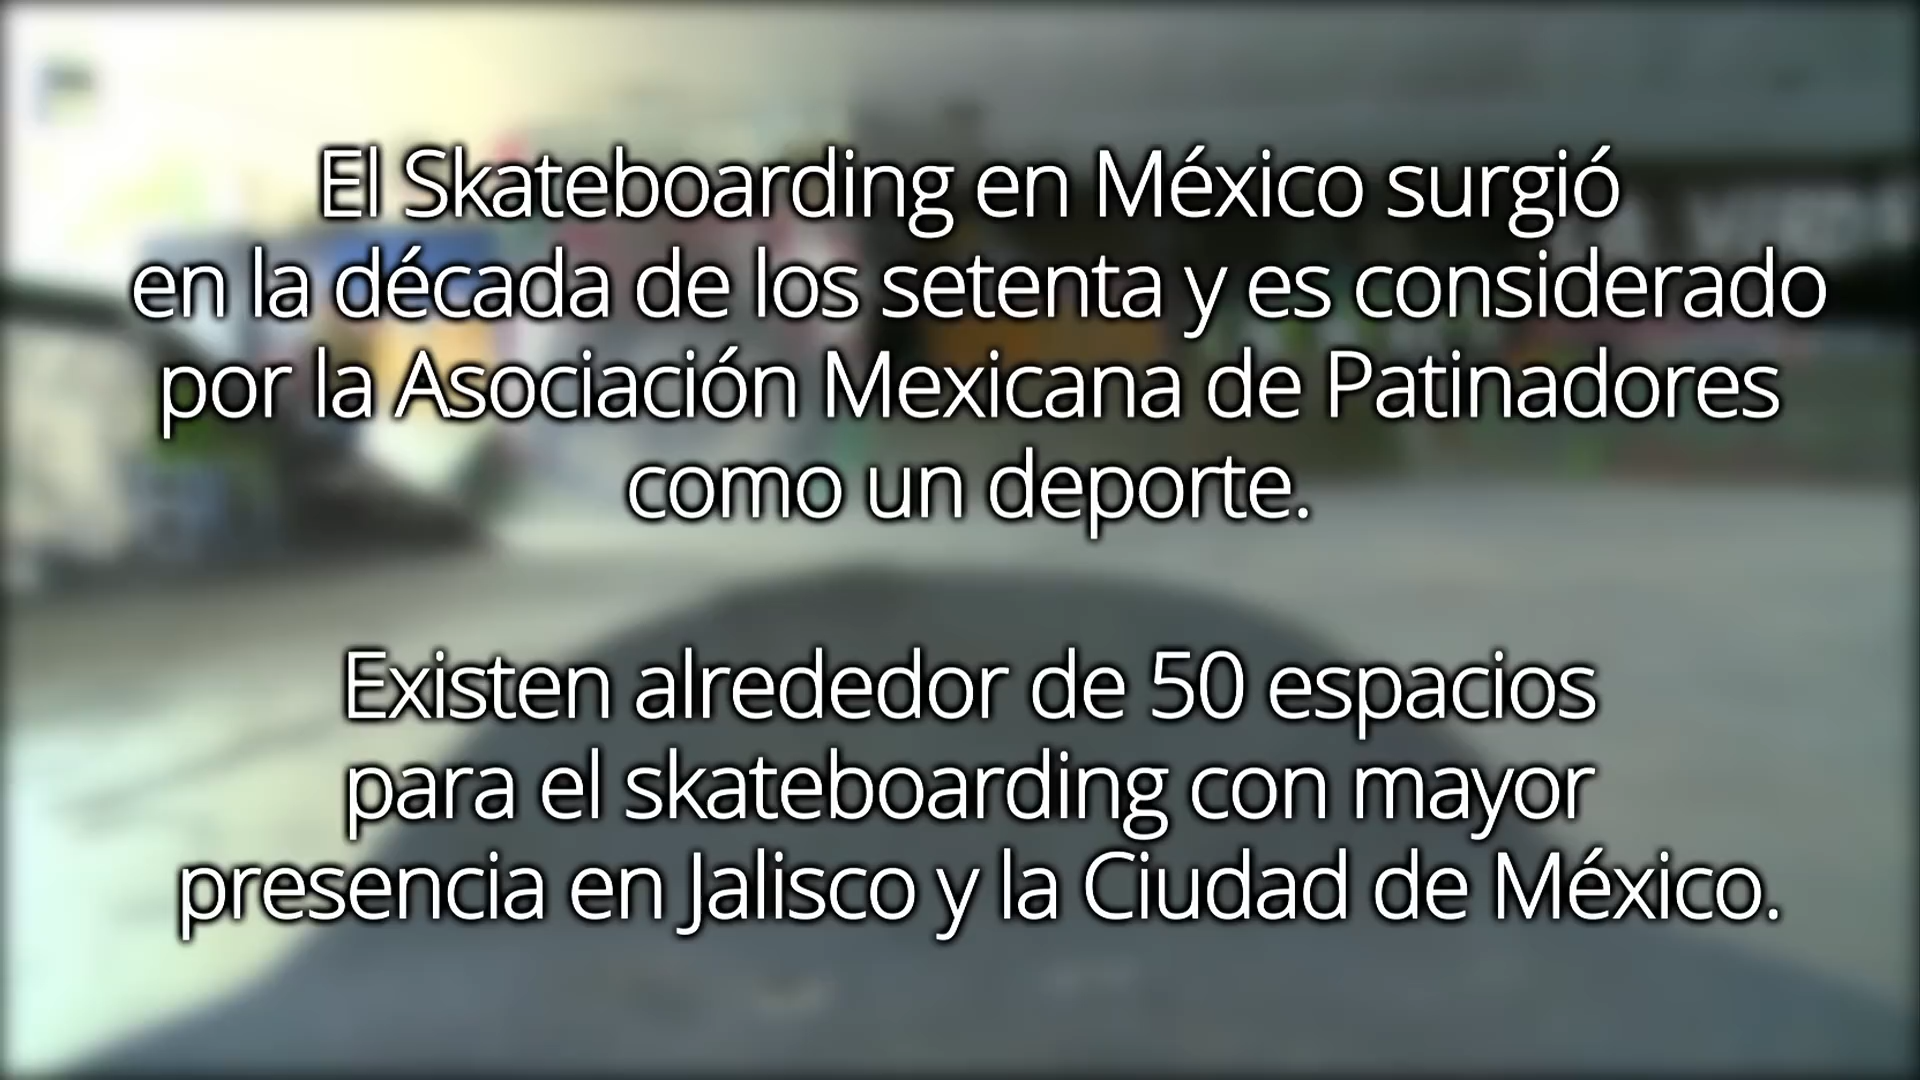 El Skateboarding en México surgió
en la década de los setenta y es considerado
por la Asociación Mexicana de Patinadores
como un deporte.
Existen alrededor de 50 espacios
para el skateboarding con mayor
presencia en Jalisco y la Ciudad de México.